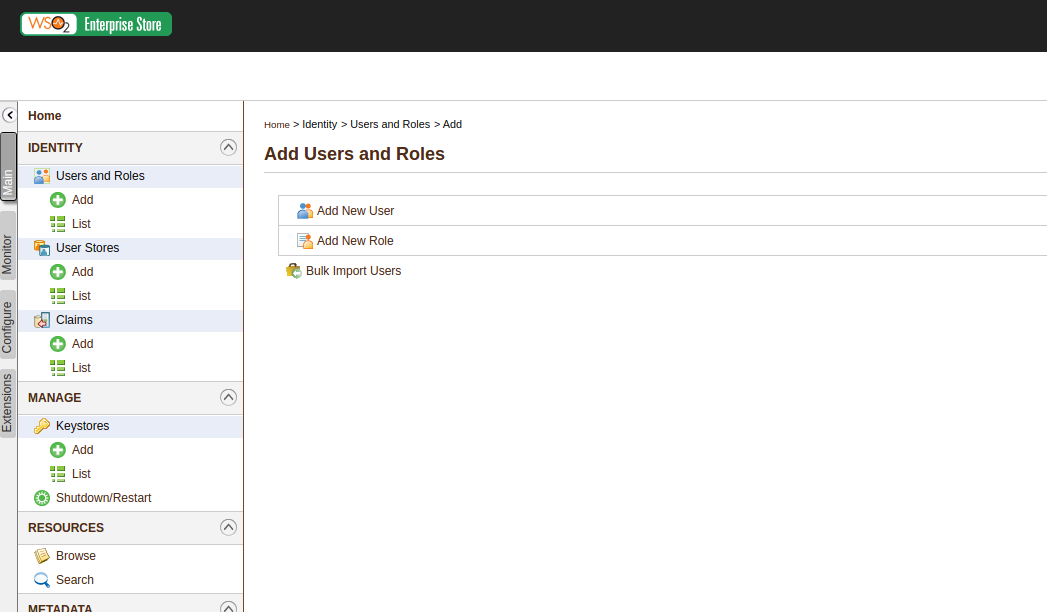 WSO2 Enterprise Store
Home
IDENTITY
Users and Roles
Add
List
User Stores
Add
List
Claims
Add
List
MANAGE
Keystores
Add
List
Shutdown/Restart
RESOURCES
Browse
Search
METADATA
Main
Monitor
Configure
Extensions
Home > Identity > Users and Roles > Add
Add Users and Roles
Add New User
Add New Role
Bulk Import Users